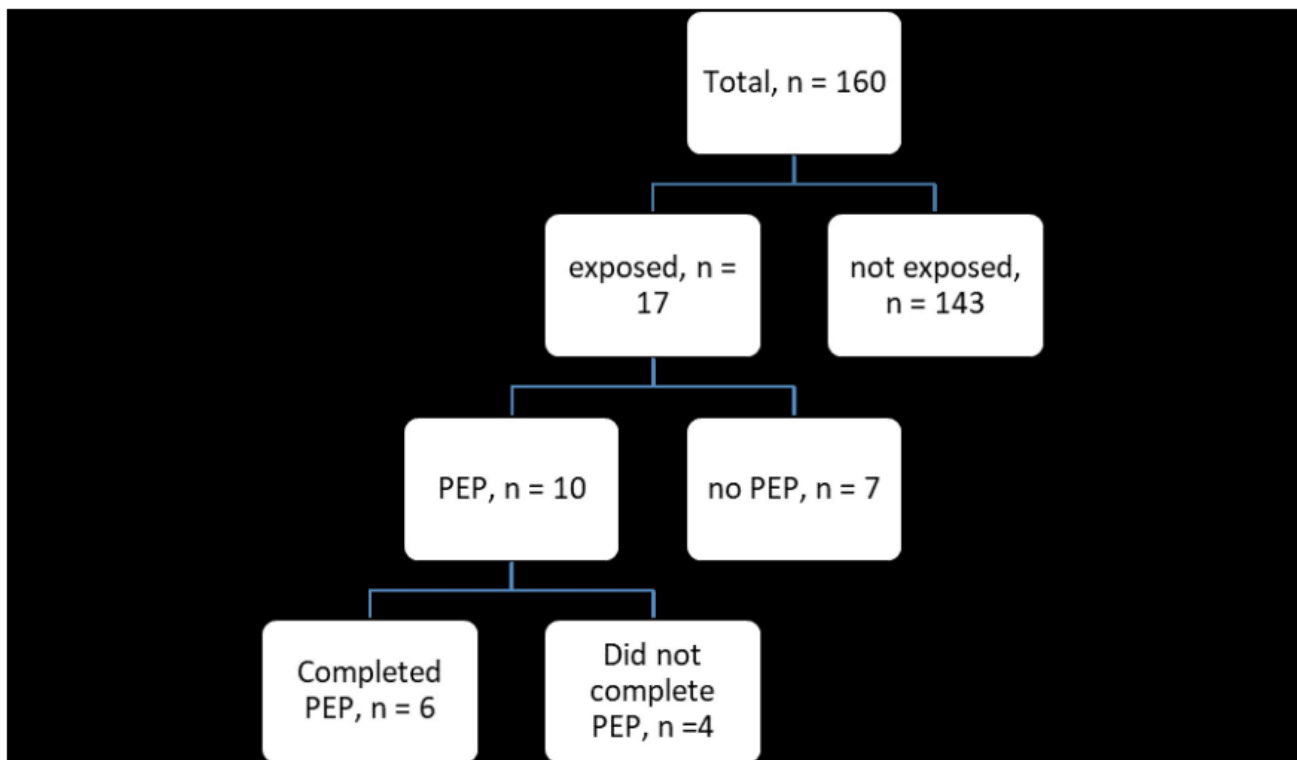 Total, n = 160
exposed, n =
17
not exposed,
n = 143
PEP, n = 10
no PEP, n = 7
Completed
PEP, n = 6
Did not
complete
PEP, n =4